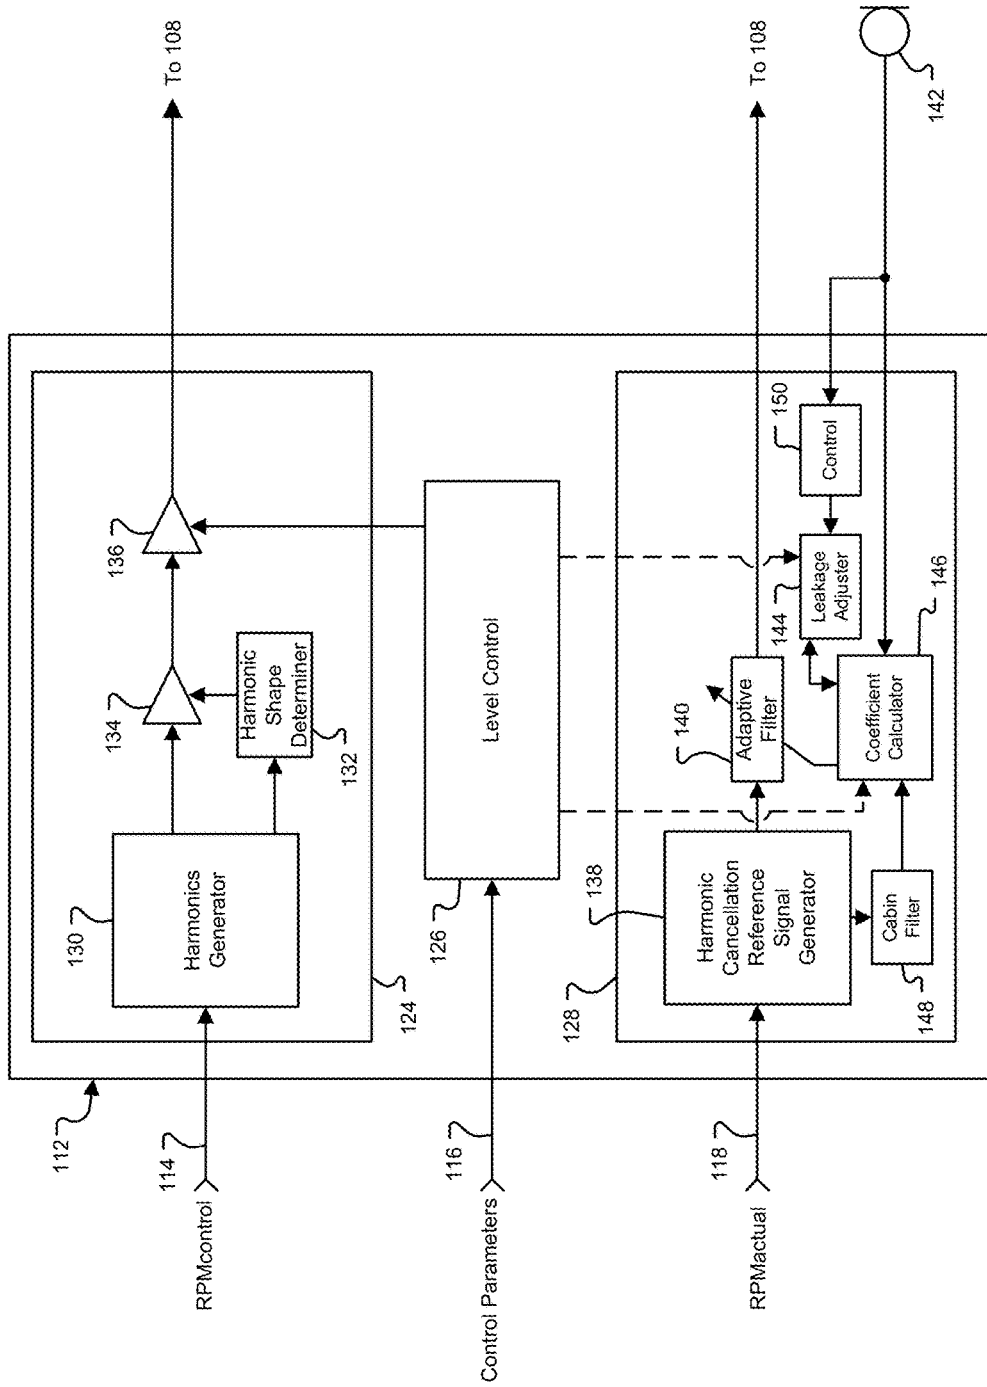 112
RPMcontrol
114
130
Harmonics
Generator
124
134
Harmonic
Shape
Determiner
132
136
To 108
Control Parameters
116
126
Level Control
RPMactual
118
128
138
Harmonic
Cancellation
Reference
Signal
Generator
148
Cabin
Filter
140
Adaptive
Filter
Coefficient
Calculator
146
144
Leakage
Adjuster
150
Control
To 108
142